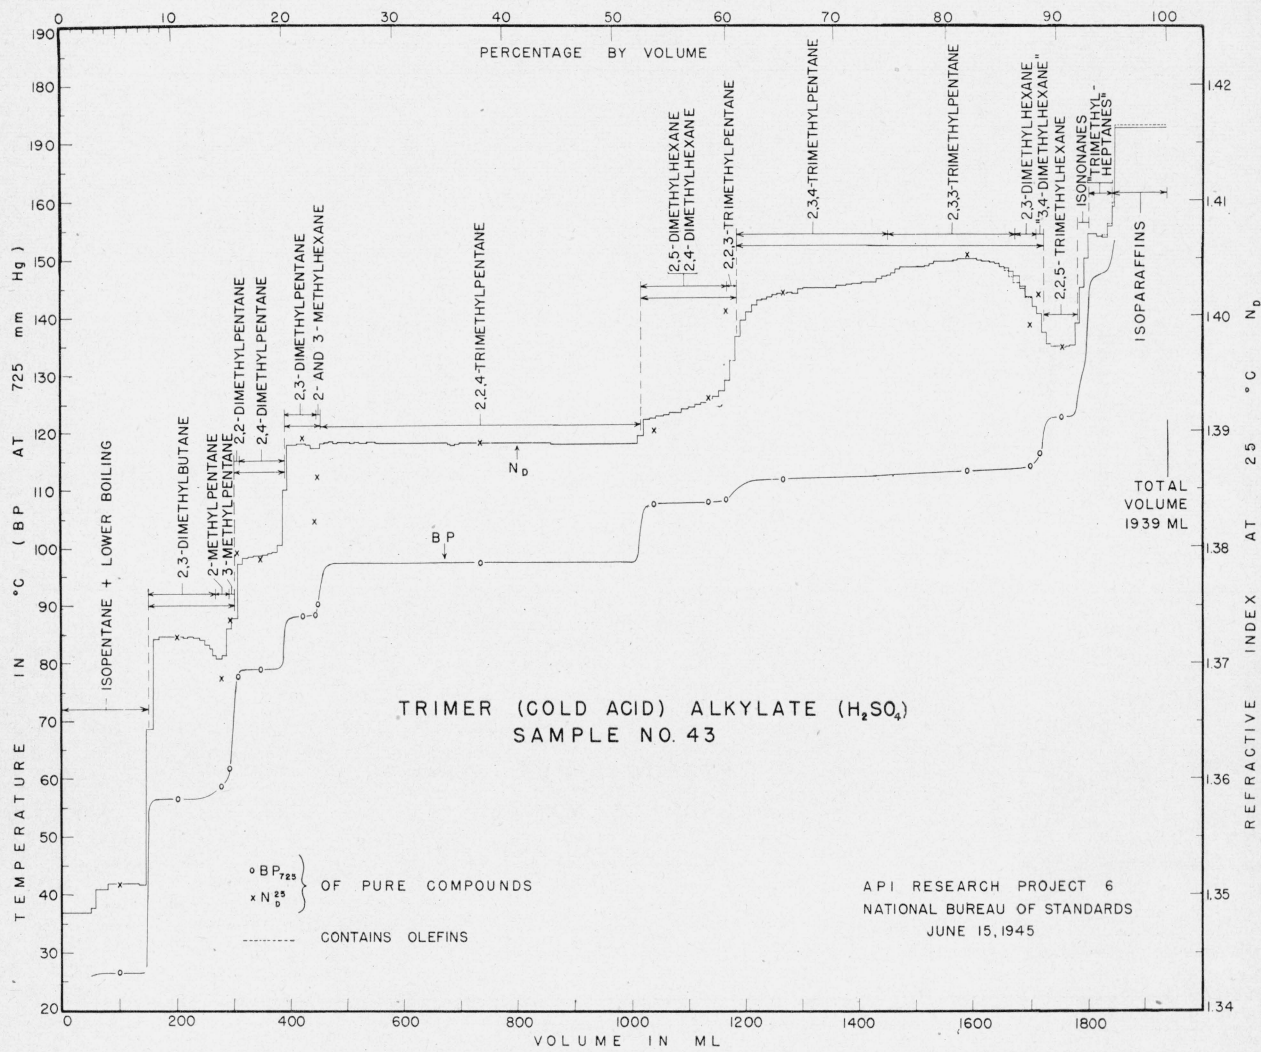 0 10 20 30 40 50 60 70 80 90 100
PERCENTAGE BY VOLUME
190
180
170
190
160
150
140
130
120
110
100
90
80
70
60
50
40
30
20
TEMPERATURE IN °C (BP AT 725 mm Hg)
1.42
1.41
1.40
1.39
1.38
1.37
1.36
1.35
1.34
REFRACTIVE INDEX AT 25 °C N_D
ISOPENTANE + LOWER BOILING
2,3-DIMETHYLBUTANE
2-METHYLPENTANE
3-METHYLPENTANE
2,2-DIMETHYLPENTANE
2,4-DIMETHYLPENTANE
2,3-DIMETHYLPENTANE
2- AND 3-METHYLHEXANE
2,2,4-TRIMETHYLPENTANE
2,5-DIMETHYLHEXANE
2,4-DIMETHYLHEXANE
2,2,3-TRIMETHYLPENTANE
2,3,4-TRIMETHYLPENTANE
2,3,3-TRIMETHYLPENTANE
2,3-DIMETHYLHEXANE
"3,4-DIMETHYLHEXANE"
2,2,5-TRIMETHYLHEXANE
ISONONANES
"TRIMETHYL-
HEPTANES"
ISOPARAFFINS
N_D
BP
TOTAL
VOLUME
1939 ML
TRIMER (COLD ACID) ALKYLATE (H₂SO₄)
SAMPLE NO. 43
o BP₇₂₅
x N_D²⁵
OF PURE COMPOUNDS
CONTAINS OLEFINS
API RESEARCH PROJECT 6
NATIONAL BUREAU OF STANDARDS
JUNE 15, 1945
0 200 400 600 800 1000 1200 1400 1600 1800
VOLUME IN ML